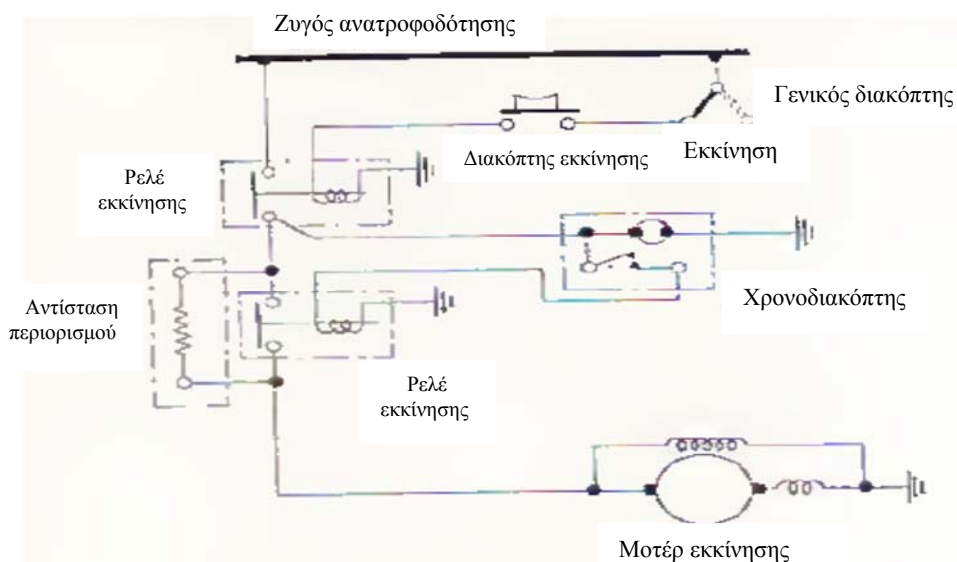 Ζυγός ανατροφοδότησης
Γενικός διακόπτης
Διακόπτης εκκίνησης
Εκκίνηση
Ρελέ
εκκίνησης
Χρονοδιακόπτης
Αντίσταση
περιορισμού
Ρελέ
εκκίνησης
Μοτέρ εκκίνησης